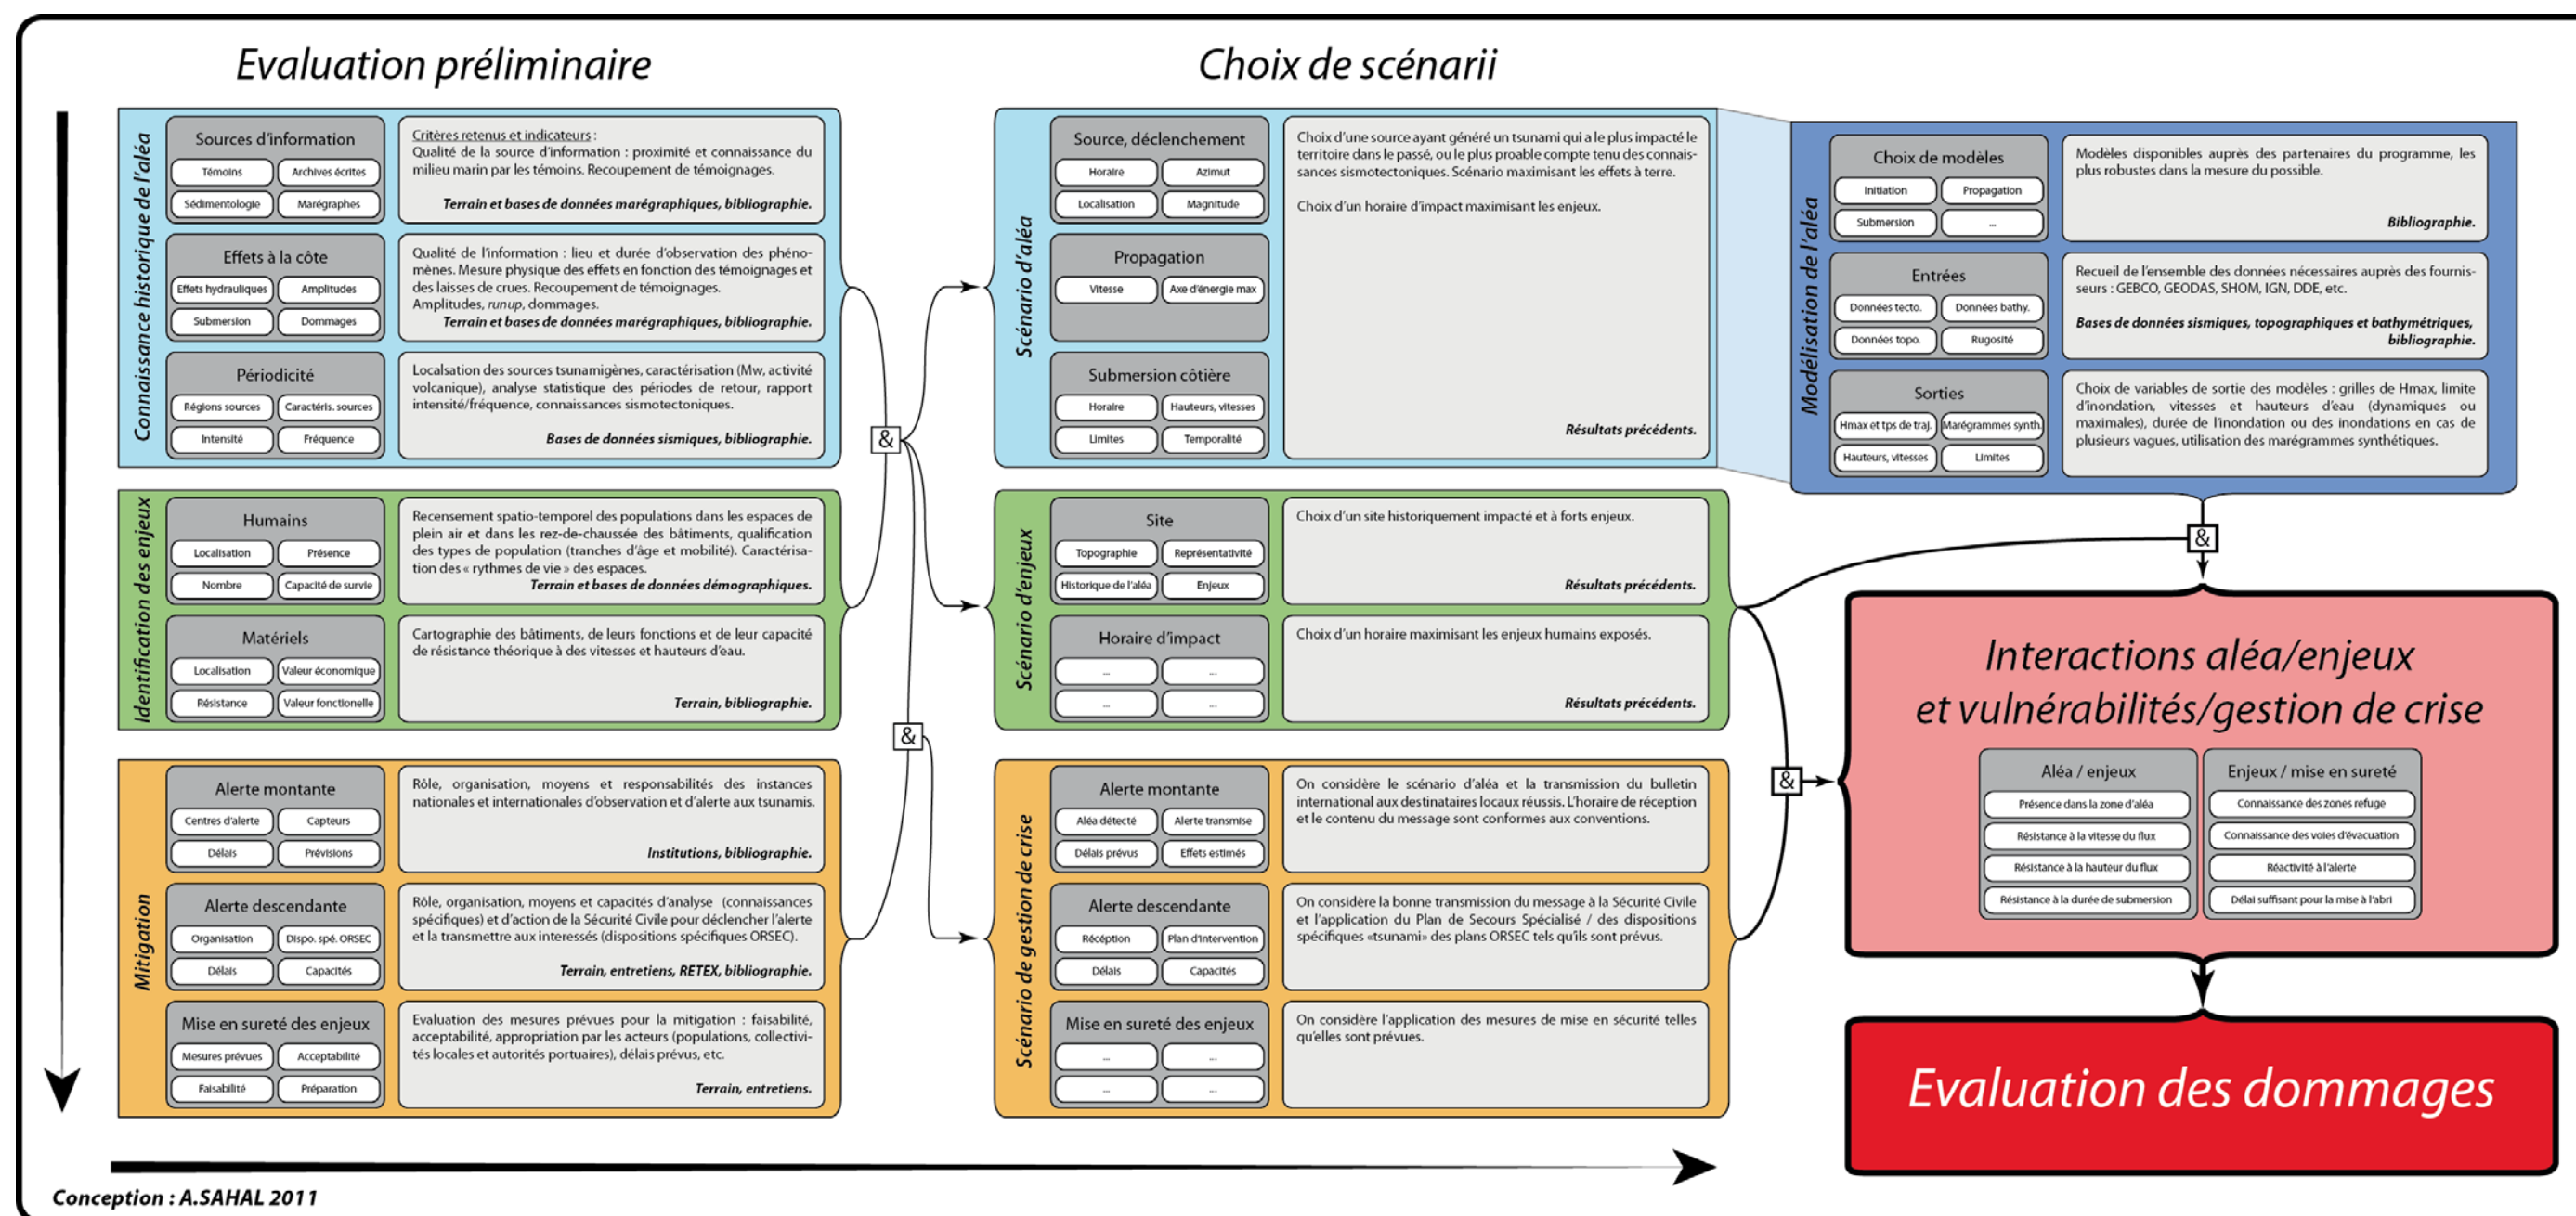 Evaluation préliminaire
Choix de scénarii
Connaissance historique de l'aléa
Sources d'information
Témoins
Archives écrites
Sédimentologie
Marégraphes
Critères retenus et indicateurs :
Qualité de la source d'information : proximité et connaissance du
milieu marin par les témoins. Recoupement de témoignages.
Terrain et bases de données marégraphiques, bibliographie.
Effets à la côte
Effets hydrauliques
Amplitudes
Submersion
Dommages
Qualité de l'information : lieu et durée d'observation des phéno-
mènes. Mesure physique des effets en fonction des témoignages et
des laisses de crues. Recoupement de témoignages.
Amplitudes, runup, dommages.
Terrain et bases de données marégraphiques, bibliographie.
Périodicité
Régions sources
Caractéris. sources
Intensité
Fréquence
Localsation des sources tsunamigènes, caractérisation (Mw, activité
volcanique), analyse statistique des périodes de retour, rapport
intensité/fréquence, connaissances sismotectoniques.
Bases de données sismiques, bibliographie.
Identification des enjeux
Humains
Localisation
Présence
Nombre
Capacité de survie
Recensement spatio-temporel des populations dans les espaces de
plein air et dans les rez-de-chaussée des bâtiments, qualification
des types de population (tranches d'âge et mobilité). Caractérisa-
tion des « rythmes de vie » des espaces.
Terrain et bases de données démographiques.
Matériels
Localisation
Valeur économique
Résistance
Valeur fonctionelle
Cartographie des bâtiments, de leurs fonctions et de leur capacité
de résistance théorique à des vitesses et hauteurs d'eau.
Terrain, bibliographie.
Mitigation
Alerte montante
Centres d'alerte
Capteurs
Délais
Prévisions
Rôle, organisation, moyens et responsabilités des instances
nationales et internationales d'observation et d'alerte aux tsunamis.
Institutions, bibliographie.
Alerte descendante
Organisation
Dispo. spé. ORSEC
Délais
Capacités
Rôle, organisation, moyens et capacités d'analyse (connaissances
spécifiques) et d'action de la Sécurité Civile pour déclencher l'alerte
et la transmettre aux interessés (dispositions spécifiques ORSEC).
Terrain, entretiens, RETEX, bibliographie.
Mise en sureté des enjeux
Mesures prévues
Acceptabilité
Faisabilité
Préparation
Evaluation des mesures prévues pour la mitigation : faisabilité,
acceptabilité, appropriation par les acteurs (populations, collectivi-
tés locales et autorités portuaires), délais prévus, etc.
Terrain, entretiens.
&
&
Scénario d'aléa
Source, déclenchement
Horaire
Azimut
Localisation
Magnitude
Propagation
Vitesse
Axe d'énergie max
Submersion côtière
Horaire
Hauteurs, vitesses
Limites
Temporalité
Choix d'une source ayant généré un tsunami qui a le plus impacté le
territoire dans le passé, ou le plus proable compte tenu des connais-
sances sismotectoniques. Scénario maximisant les effets à terre.
Choix d'un horaire d'impact maximisant les enjeux.
Résultats précédents.
Scénario d'enjeux
Site
Topographie
Représentativité
Historique de l'aléa
Enjeux
Choix d'un site historiquement impacté et à forts enjeux.
Résultats précédents.
Horaire d'impact
...
...
...
...
Choix d'un horaire maximisant les enjeux humains exposés.
Résultats précédents.
Scénario de gestion de crise
Alerte montante
Aléa détecté
Alerte transmise
Délais prévus
Effets estimés
On considère le scénario d'aléa et la transmission du bulletin
international aux destinataires locaux réussis. L'horaire de réception
et le contenu du message sont conformes aux conventions.
Alerte descendante
Récéption
Plan d'intervention
Délais
Capacités
On considère la bonne transmission du message à la Sécurité Civile
et l'application du Plan de Secours Spécialisé / des dispositions
spécifiques «tsunami» des plans ORSEC tels qu'ils sont prévus.
Mise en sureté des enjeux
...
...
...
...
On considère l'application des mesures de mise en sécurité telles
qu'elles sont prévues.
Modélisation de l'aléa
Choix de modèles
Initiation
Propagation
Submersion
...
Modèles disponibles auprès des partenaires du programme, les
plus robustes dans la mesure du possible.
Bibliographie.
Entrées
Données tecto.
Données bathy.
Données topo.
Rugosité
Recueil de l'ensemble des données nécessaires auprès des fournis-
seurs : GEBCO, GEODAS, SHOM, IGN, DDE, etc.
Bases de données sismiques, topographiques et bathymétriques,
bibliographie.
Sorties
Hmax et tps de traj.
Marégrammes synth.
Hauteurs, vitesses
Limites
Choix de variables de sortie des modèles : grilles de Hmax, limite
d'inondation, vitesses et hauteurs d'eau (dynamiques ou
maximales), durée de l'inondation ou des inondations en cas de
plusieurs vagues, utilisation des marégrammes synthétiques.
&
&
Interactions aléa/enjeux
et vulnérabilités/gestion de crise
Aléa / enjeux
Présence dans la zone d'aléa
Résistance à la vitesse du flux
Résistance à la hauteur du flux
Résistance à la durée de submersion
Enjeux / mise en sureté
Connaissance des zones refuge
Connaissance des voies d'évacuation
Réactivité à l'alerte
Délai suffisant pour la mise à l'abri
Evaluation des dommages
Conception : A.SAHAL 2011